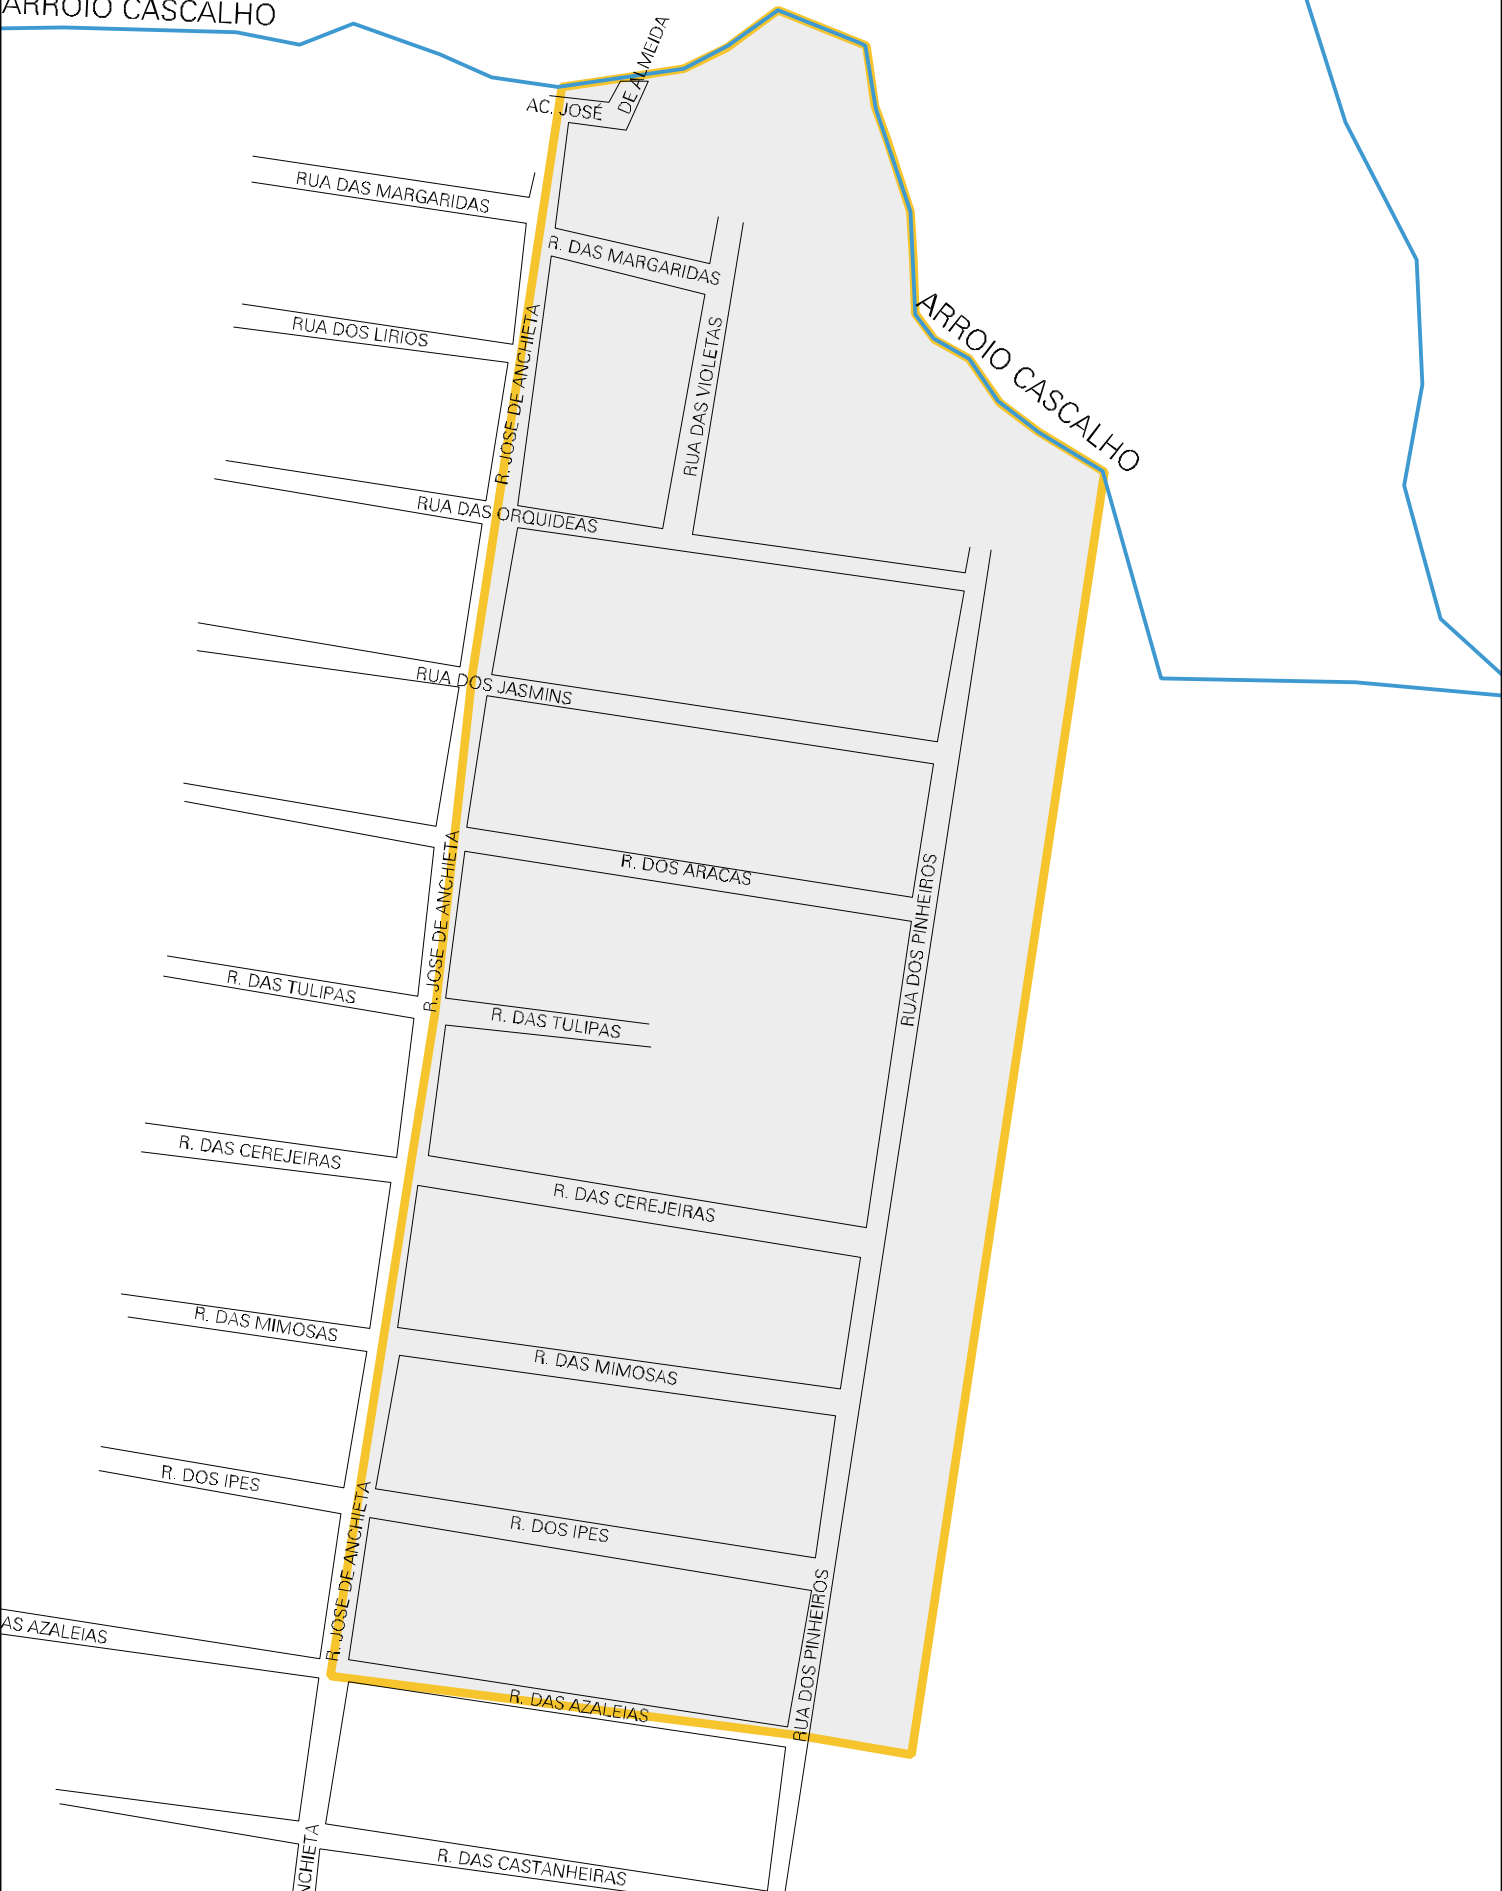 ARROIO CASCALHO
DE ALMEIDA
AC. JOSÉ
RUA DAS MARGARIDAS
R. DAS MARGARIDAS
ARROIO CASCALHO
RUA DOS LIRIOS
R. JOSE DE ANCHIETA
RUA DAS VIOLETAS
RUA DAS ORQUIDEAS
RUA DOS JASMINS
R. DOS ARACAS
R. JOSE DE ANCHIETA
RUA DOS PINHEIROS
R. DAS TULIPAS
R. DAS TULIPAS
R. DAS CEREJEIRAS
R. DAS CEREJEIRAS
R. DAS MIMOSAS
R. DAS MIMOSAS
R. DOS IPES
R. DOS IPES
R. JOSE DE ANCHIETA
RUA DOS PINHEIROS
AS AZALEIAS
R. DAS AZALEIAS
R. DAS CASTANHEIRAS
NCHIETA